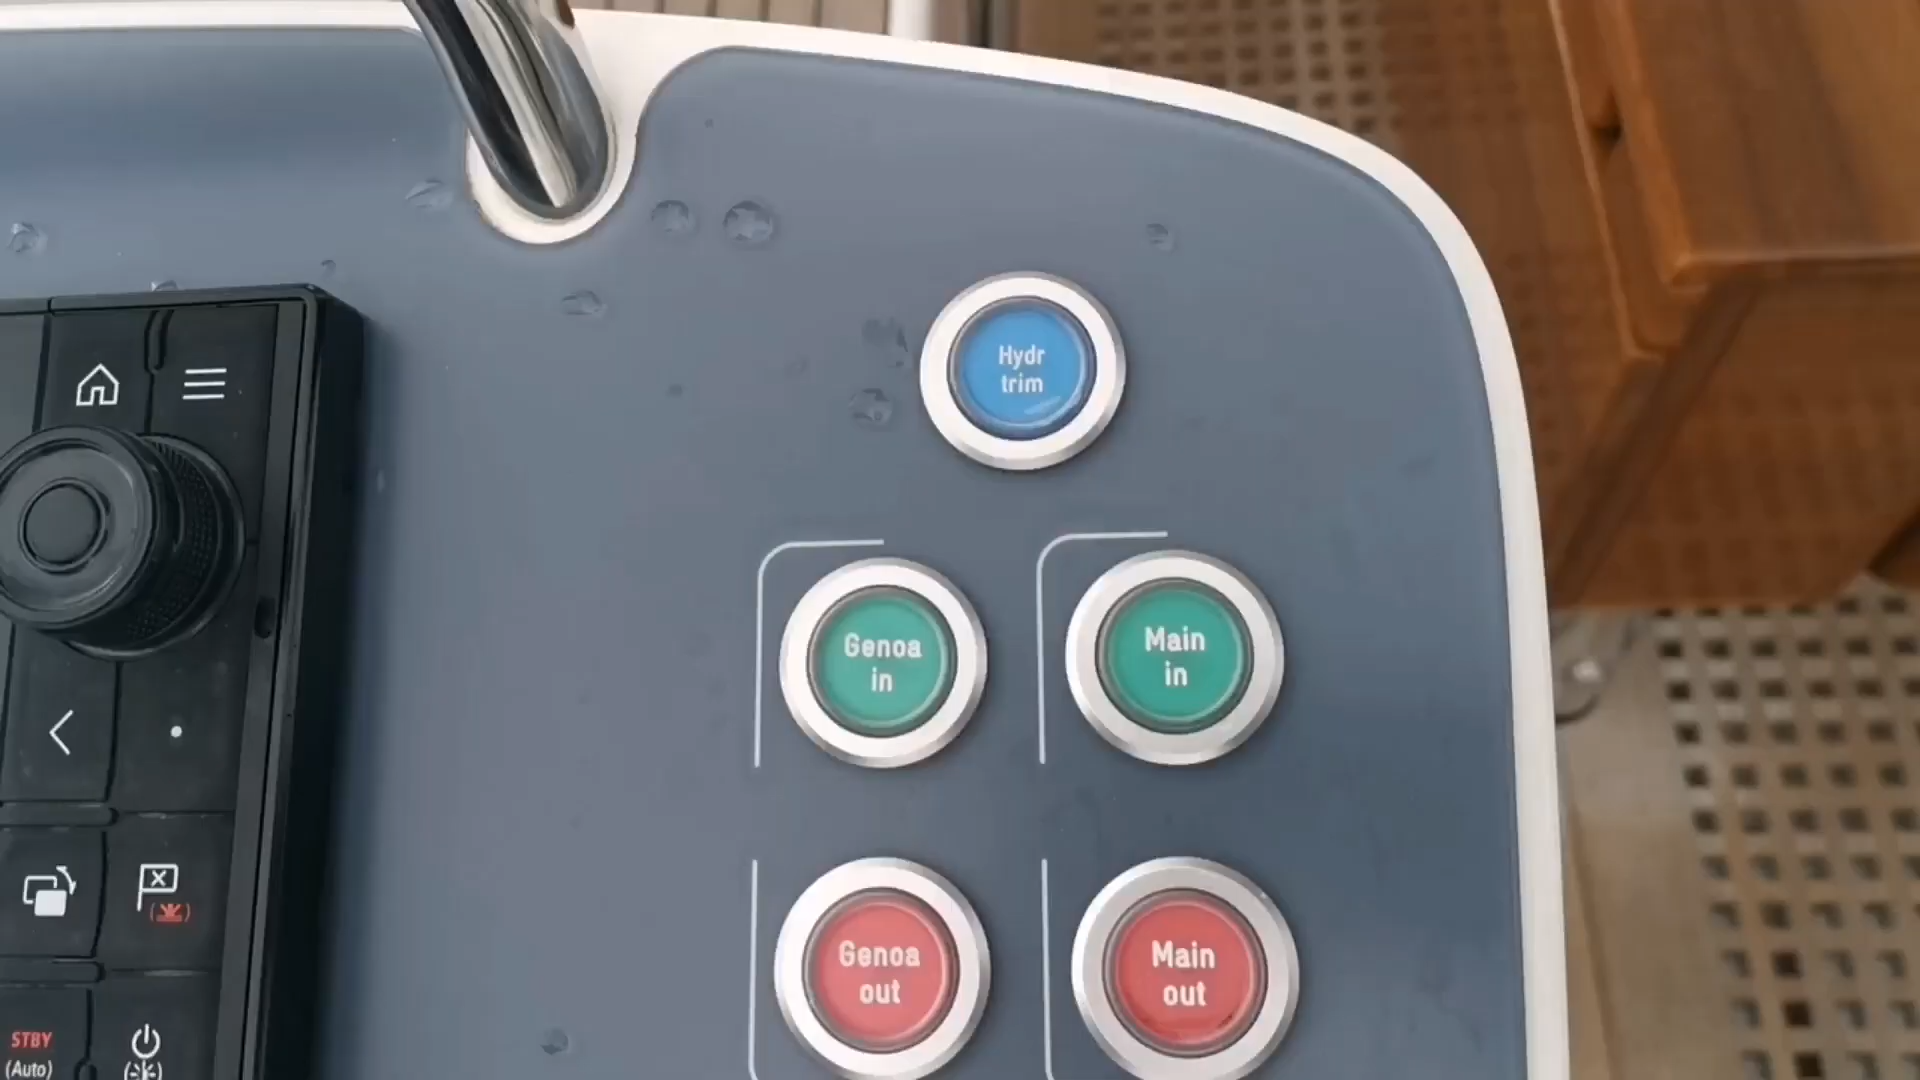 Hydr
trim
Genoa
in
Main
in
Genoa
out
Main
out
STBY
(Auto)